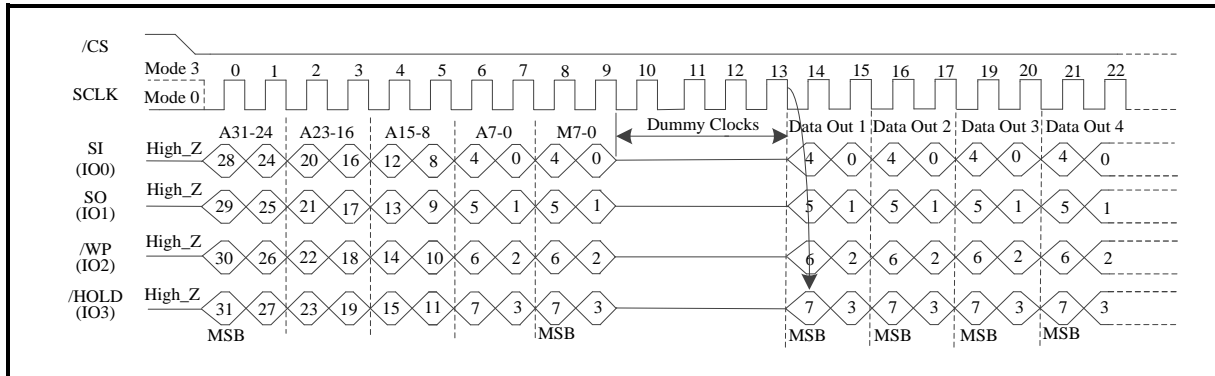 /CS
Mode 3 0 1 2 3 4 5 6 7 8 9 10 11 12 13 14 15 16 17 19 20 21 22
SCLK Mode 0
A31-24 A23-16 A15-8 A7-0 M7-0 Dummy Clocks Data Out 1 Data Out 2 Data Out 3 Data Out 4
SI (IO0) High_Z 28 24 20 16 12 8 4 0 4 0 4 0 4 0 4 0 4 0
SO (IO1) High_Z 29 25 21 17 13 9 5 1 5 1 5 1 5 1 5 1 5 1
/WP (IO2) High_Z 30 26 22 18 14 10 6 2 6 2 6 2 6 2 6 2 6 2
/HOLD (IO3) High_Z 31 27 23 19 15 11 7 3 7 3 7 3 7 3 7 3 7 3
MSB MSB MSB MSB MSB MSB